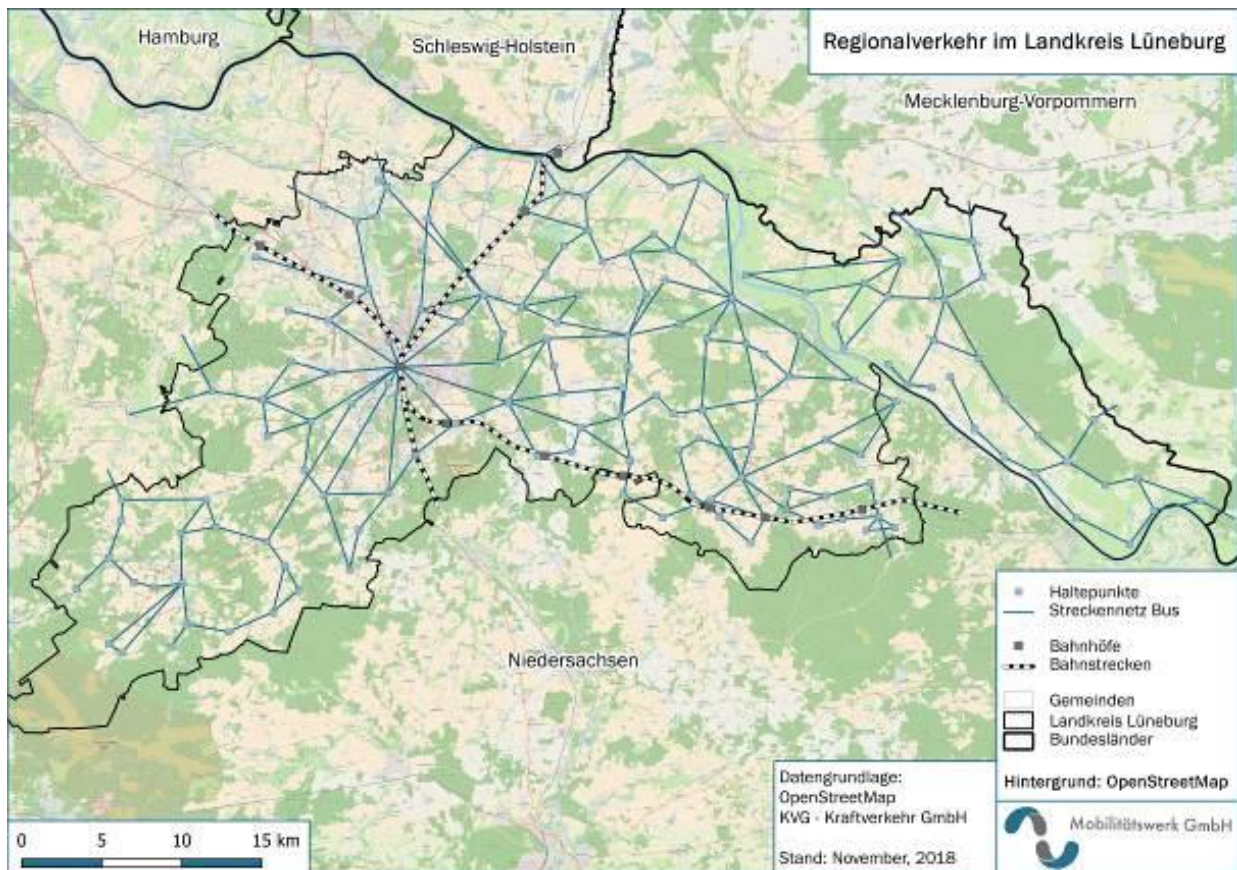 Regionalverkehr im Landkreis Lüneburg
Hamburg
Schleswig-Holstein
Mecklenburg-Vorpommern
Niedersachsen
Haltepunkte
Streckennetz Bus
Bahnhöfe
Bahnstrecken
Gemeinden
Landkreis Lüneburg
Bundesländer
Hintergrund: OpenStreetMap
Datengrundlage:
OpenStreetMap
KVG - Kraftverkehr GmbH
Stand: November, 2018
Mobilitätswerk GmbH
0 5 10 15 km